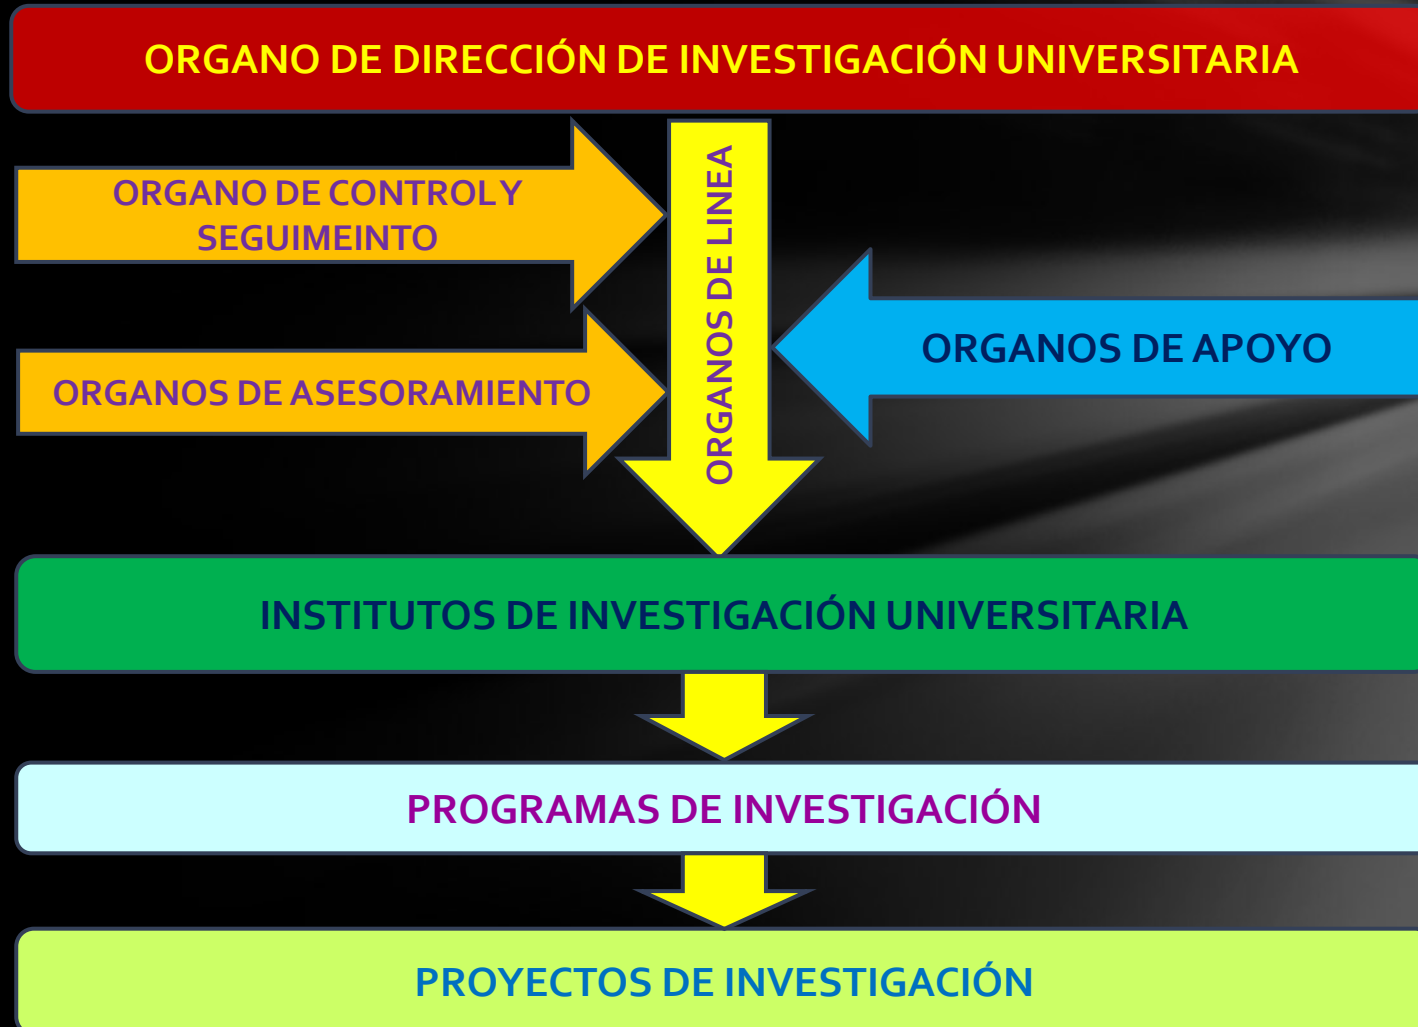 ORGANO DE DIRECCIÓN DE INVESTIGACIÓN UNIVERSITARIA
ORGANO DE CONTROL Y
SEGUIMEINTO
ORGANOS DE LINEA
ORGANOS DE APOYO
ORGANOS DE ASESORAMIENTO
INSTITUTOS DE INVESTIGACIÓN UNIVERSITARIA
PROGRAMAS DE INVESTIGACIÓN
PROYECTOS DE INVESTIGACIÓN